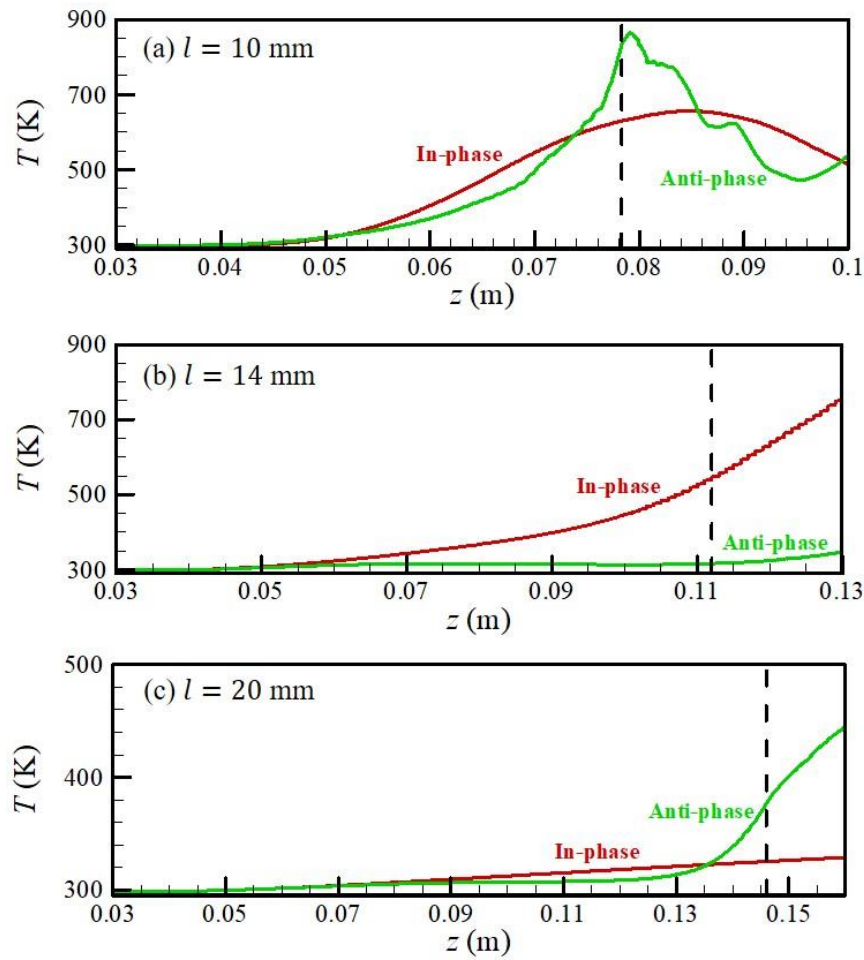 900
(a) l = 10 mm
700
T (K)
In-phase
500
Anti-phase
300
0.03 0.04 0.05 0.06 0.07 0.08 0.09 0.1
z (m)
900
(b) l = 14 mm
700
T (K)
In-phase
500
Anti-phase
300
0.03 0.05 0.07 0.09 0.11 0.13
z (m)
500
(c) l = 20 mm
T (K)
400
Anti-phase
In-phase
300
0.03 0.05 0.07 0.09 0.11 0.13 0.15
z (m)